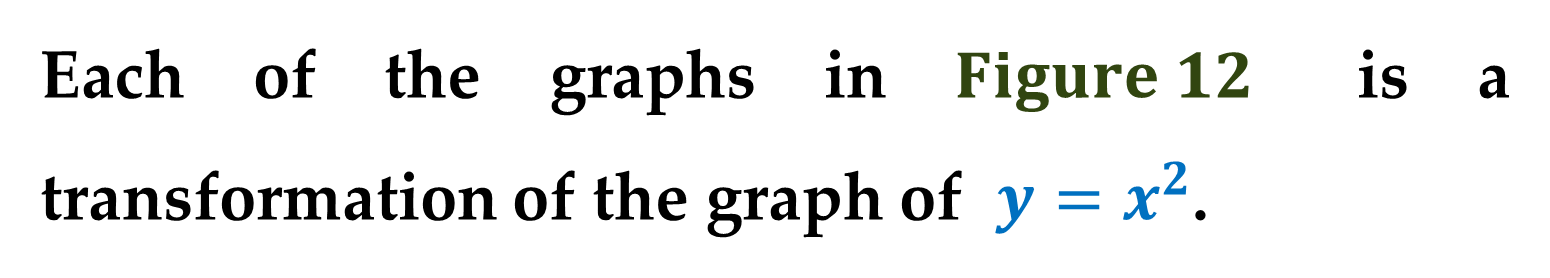 Each of the graphs in Figure 12 is a
transformation of the graph of y = x².